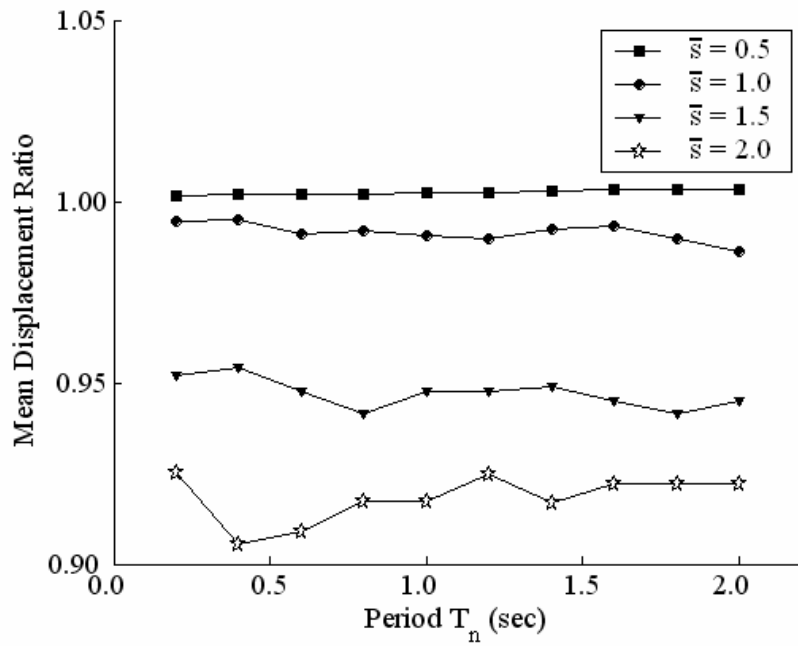 1.05
1.00
0.95
0.90
Mean Displacement Ratio
s̄ = 0.5
s̄ = 1.0
s̄ = 1.5
s̄ = 2.0
0.0 0.5 1.0 1.5 2.0
Period Tₙ (sec)